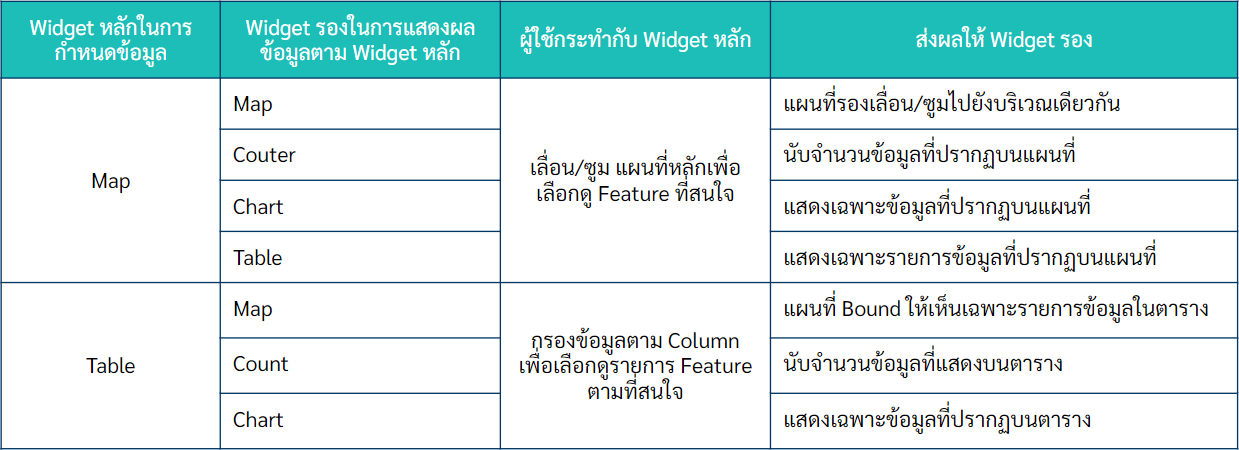 Widget หลักในการ
กำหนดข้อมูล
Widget รองในการแสดงผล
ข้อมูลตาม Widget หลัก
ผู้ใช้กระทำกับ Widget หลัก
ส่งผลให้ Widget รอง
Map
Map
เลื่อน/ซูม แผนที่หลักเพื่อ
เลือกดู Feature ที่สนใจ
แผนที่รองเลื่อน/ซูมไปยังบริเวณเดียวกัน
Couter
นับจำนวนข้อมูลที่ปรากฏบนแผนที่
Chart
แสดงเฉพาะข้อมูลที่ปรากฏบนแผนที่
Table
แสดงเฉพาะรายการข้อมูลที่ปรากฏบนแผนที่
Table
Map
กรองข้อมูลตาม Column
เพื่อเลือกดูรายการ Feature
ตามที่สนใจ
แผนที่ Bound ให้เห็นเฉพาะรายการข้อมูลในตาราง
Count
นับจำนวนข้อมูลที่แสดงบนตาราง
Chart
แสดงเฉพาะข้อมูลที่ปรากฏบนตาราง